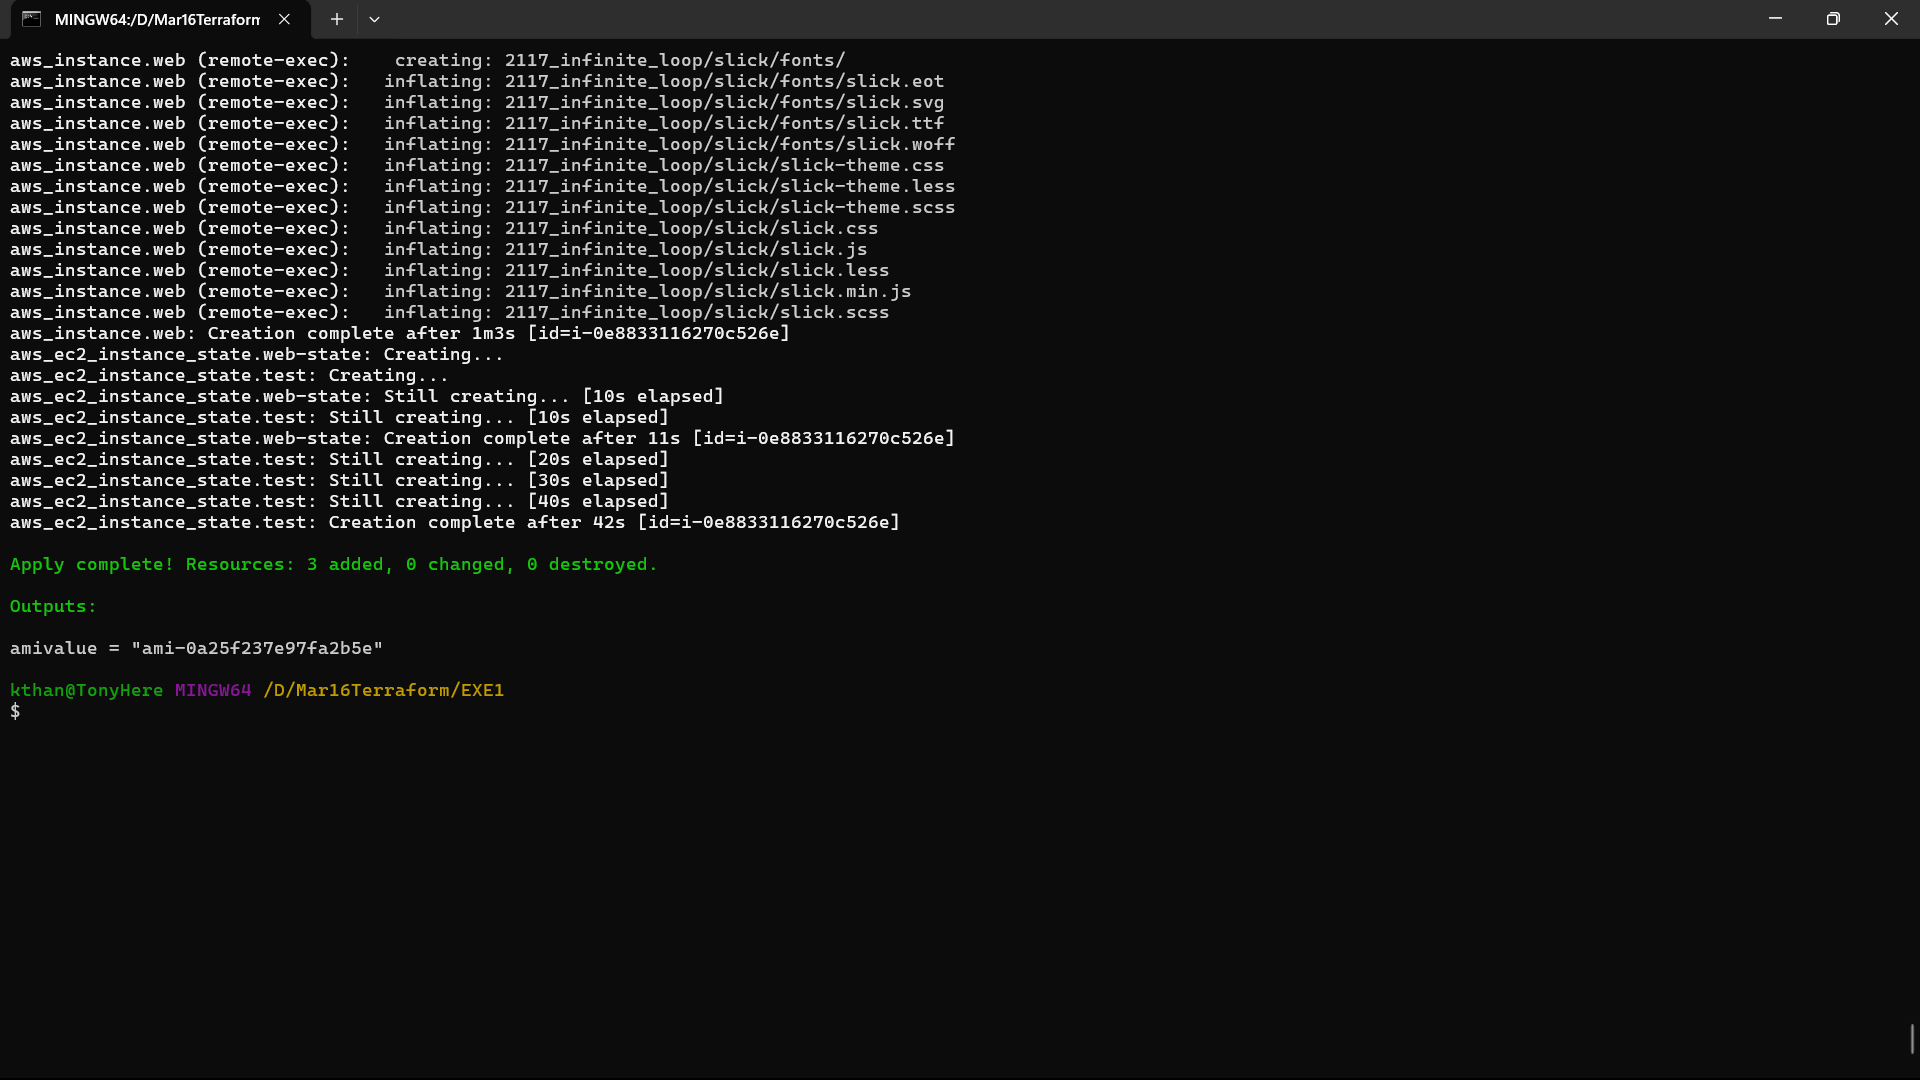 MINGW64:/D/Mar16Terraform
aws_instance.web (remote-exec):    creating: 2117_infinite_loop/slick/fonts/
aws_instance.web (remote-exec):   inflating: 2117_infinite_loop/slick/fonts/slick.eot
aws_instance.web (remote-exec):   inflating: 2117_infinite_loop/slick/fonts/slick.svg
aws_instance.web (remote-exec):   inflating: 2117_infinite_loop/slick/fonts/slick.ttf
aws_instance.web (remote-exec):   inflating: 2117_infinite_loop/slick/fonts/slick.woff
aws_instance.web (remote-exec):   inflating: 2117_infinite_loop/slick/slick-theme.css
aws_instance.web (remote-exec):   inflating: 2117_infinite_loop/slick/slick-theme.less
aws_instance.web (remote-exec):   inflating: 2117_infinite_loop/slick/slick-theme.scss
aws_instance.web (remote-exec):   inflating: 2117_infinite_loop/slick/slick.css
aws_instance.web (remote-exec):   inflating: 2117_infinite_loop/slick/slick.js
aws_instance.web (remote-exec):   inflating: 2117_infinite_loop/slick/slick.less
aws_instance.web (remote-exec):   inflating: 2117_infinite_loop/slick/slick.min.js
aws_instance.web (remote-exec):   inflating: 2117_infinite_loop/slick/slick.scss
aws_instance.web: Creation complete after 1m3s [id=i-0e8833116270c526e]
aws_ec2_instance_state.web-state: Creating...
aws_ec2_instance_state.test: Creating...
aws_ec2_instance_state.web-state: Still creating... [10s elapsed]
aws_ec2_instance_state.test: Still creating... [10s elapsed]
aws_ec2_instance_state.web-state: Creation complete after 11s [id=i-0e8833116270c526e]
aws_ec2_instance_state.test: Still creating... [20s elapsed]
aws_ec2_instance_state.test: Still creating... [30s elapsed]
aws_ec2_instance_state.test: Still creating... [40s elapsed]
aws_ec2_instance_state.test: Creation complete after 42s [id=i-0e8833116270c526e]
Apply complete! Resources: 3 added, 0 changed, 0 destroyed.
Outputs:
amivalue = "ami-0a25f237e97fa2b5e"
kthan@TonyHere MINGW64 /D/Mar16Terraform/EXE1
$